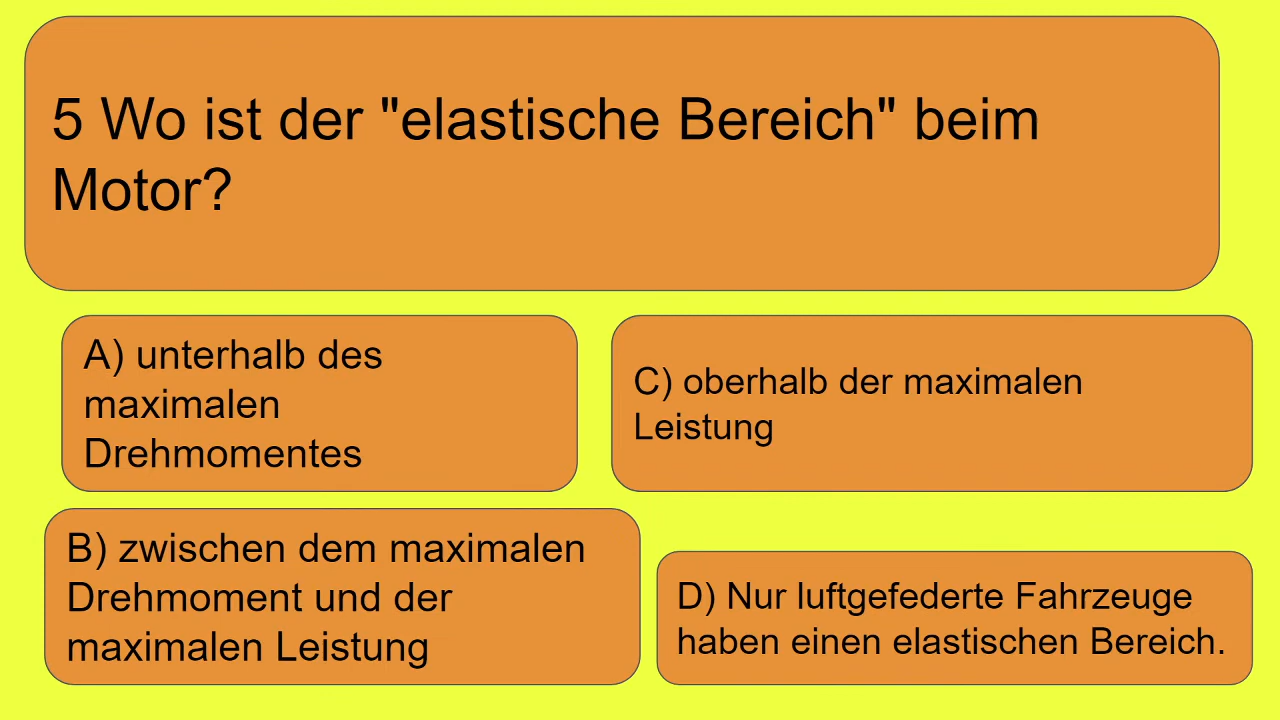 5 Wo ist der "elastische Bereich" beim
Motor?
A) unterhalb des
maximalen
Drehmomentes
C) oberhalb der maximalen
Leistung
B) zwischen dem maximalen
Drehmoment und der
maximalen Leistung
D) Nur luftgefederte Fahrzeuge
haben einen elastischen Bereich.